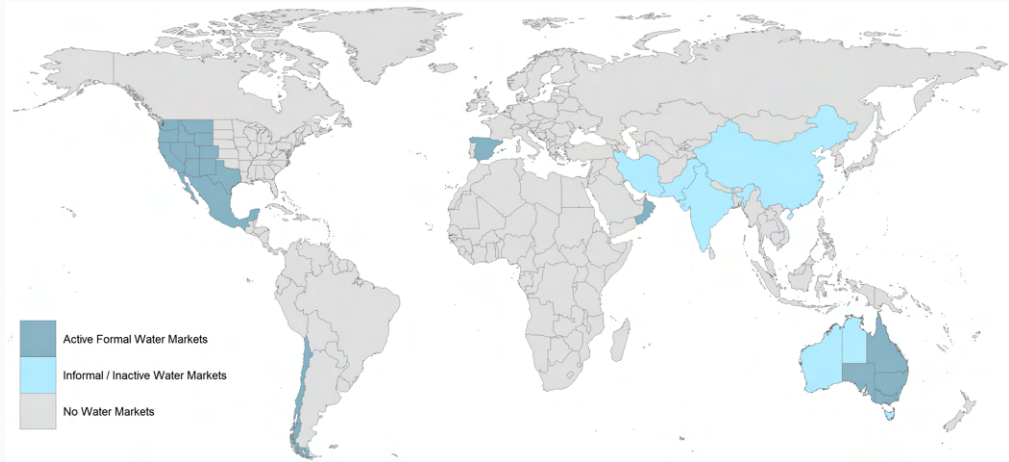 Active Formal Water Markets
Informal / Inactive Water Markets
No Water Markets